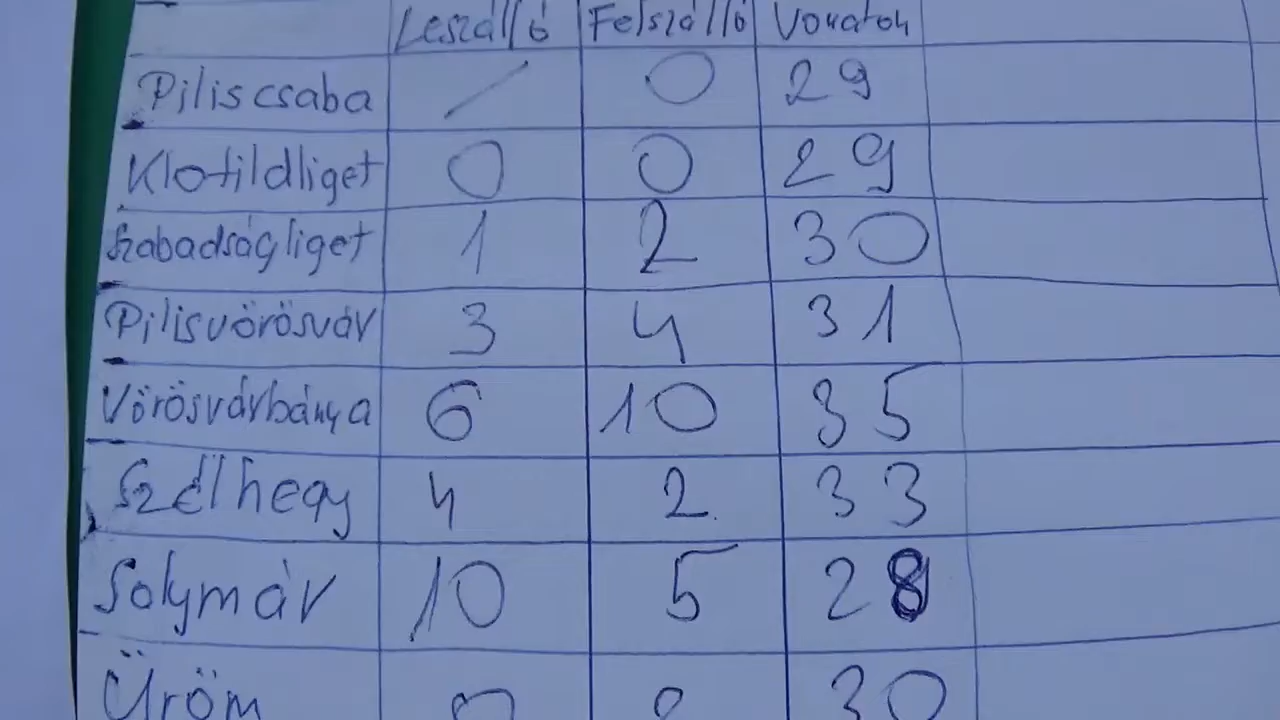 Leszálló Felszálló Vonaton
Piliscsaba / 0 29
Klotildliget 0 0 29
Szabadságliget 1 2 30
Pilisvörösvár 3 4 31
Vörösvárbánya 6 10 35
Szélhegy 4 2 33
Solymár 10 5 28
Üröm 30